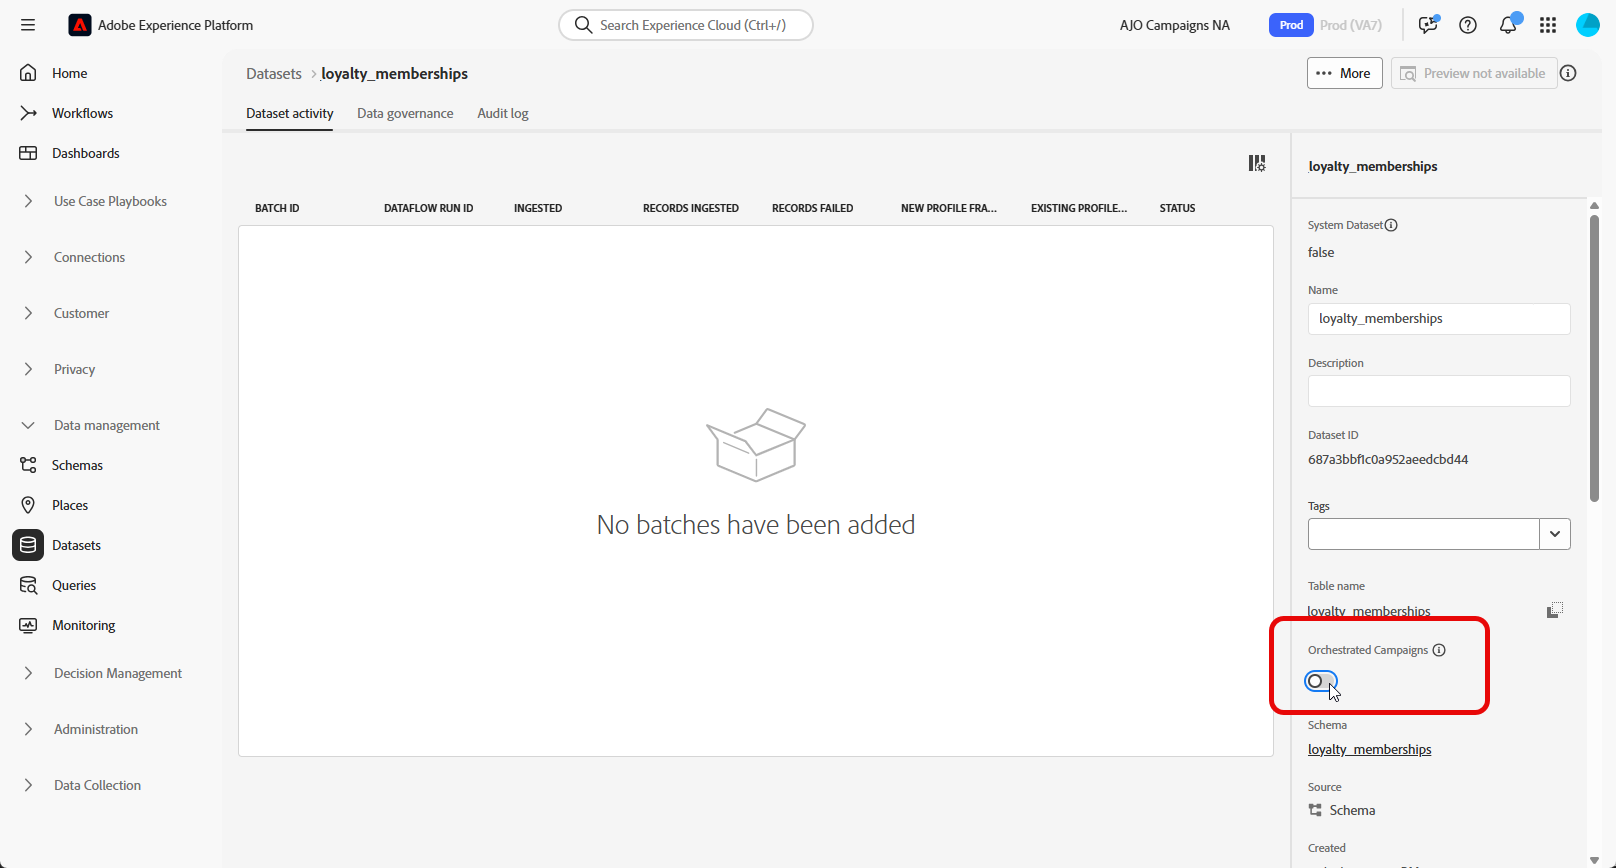 Adobe Experience Platform
Search Experience Cloud (Ctrl+/)
AJO Campaigns NA
Prod
Prod (VA7)
Home
Workflows
Dashboards
Use Case Playbooks
Connections
Customer
Privacy
Data management
Schemas
Places
Datasets
Queries
Monitoring
Decision Management
Administration
Data Collection
Datasets > loyalty_memberships
More
Preview not available
Dataset activity
Data governance
Audit log
BATCH ID
DATAFLOW RUN ID
INGESTED
RECORDS INGESTED
RECORDS FAILED
NEW PROFILE FRA...
EXISTING PROFILE...
STATUS
No batches have been added
loyalty_memberships
System Dataset
false
Name
loyalty_memberships
Description
Dataset ID
687a3bbf1c0a952aeedcbd44
Tags
Table name
loyalty_memberships
Orchestrated Campaigns
Schema
loyalty_memberships
Source
Schema
Created